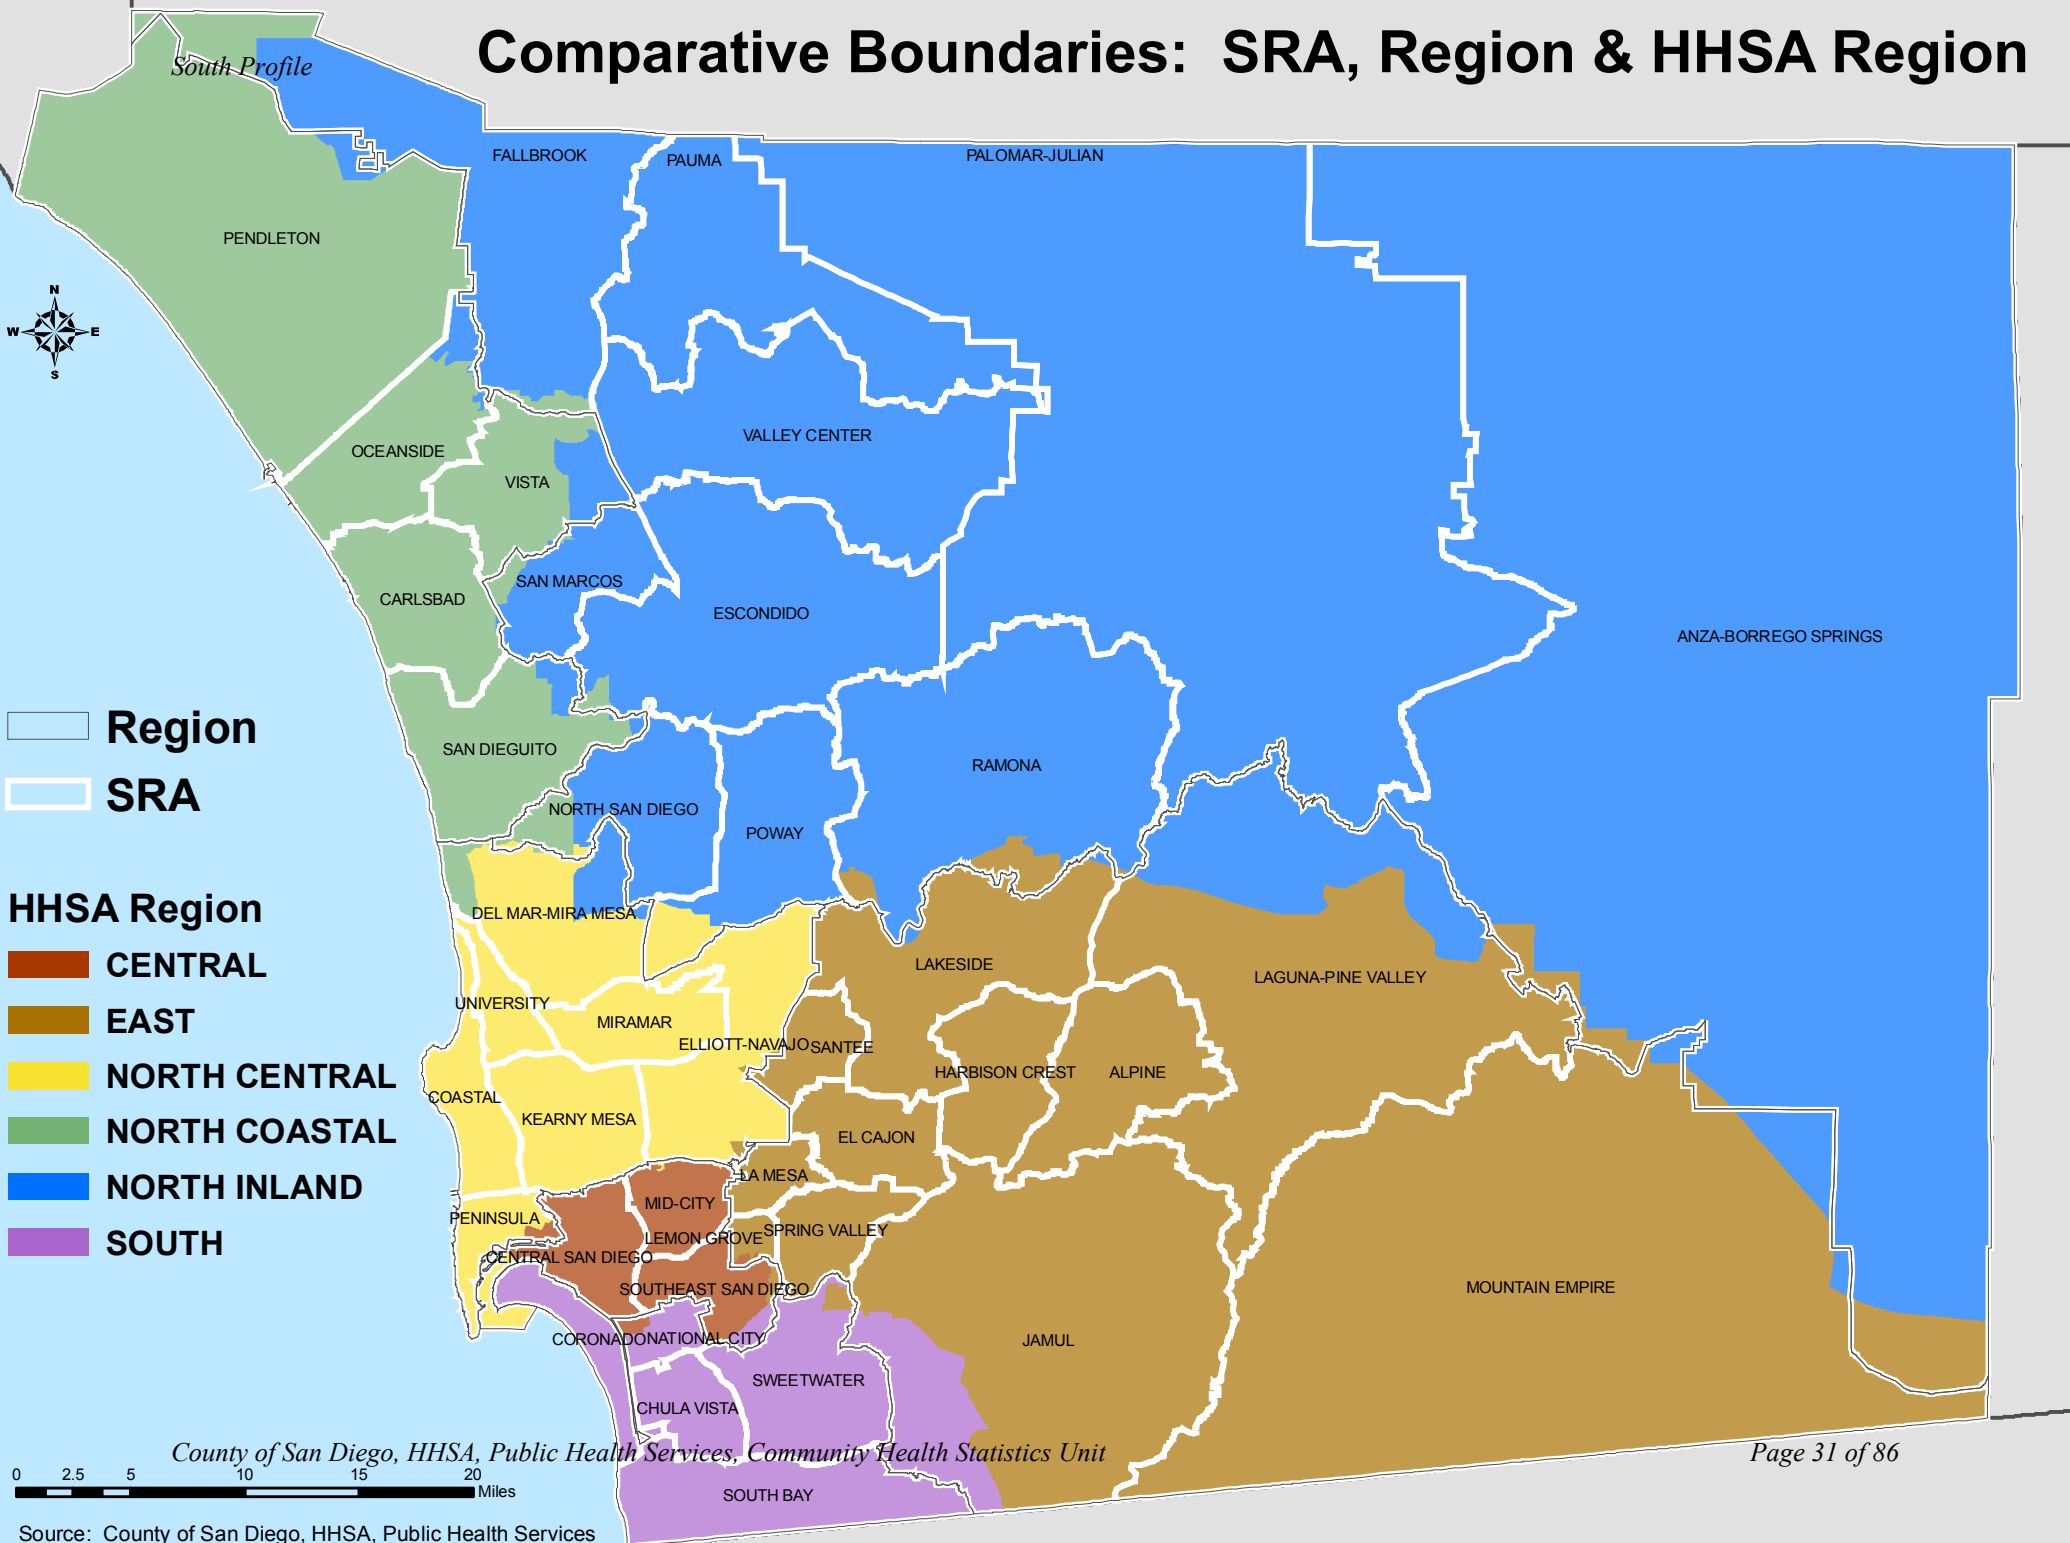 Comparative Boundaries: SRA, Region & HHSA Region
South Profile
FALLBROOK
PAUMA
PALOMAR-JULIAN
PENDLETON
N
W E
S
OCEANSIDE
VALLEY CENTER
VISTA
SAN MARCOS
CARLSBAD
ESCONDIDO
ANZA-BORREGO SPRINGS
Region
SRA
SAN DIEGUITO
RAMONA
NORTH SAN DIEGO
POWAY
HHSA Region
CENTRAL
EAST
NORTH CENTRAL
NORTH COASTAL
NORTH INLAND
SOUTH
DEL MAR-MIRA MESA
LAKESIDE
LAGUNA-PINE VALLEY
UNIVERSITY
MIRAMAR
ELLIOTT-NAVAJO
SANTEE
HARBISON CREST
ALPINE
COASTAL
KEARNY MESA
EL CAJON
LA MESA
MID-CITY
PENINSULA
SPRING VALLEY
LEMON GROVE
CENTRAL SAN DIEGO
SOUTHEAST SAN DIEGO
MOUNTAIN EMPIRE
CORONADO
NATIONAL CITY
JAMUL
SWEETWATER
CHULA VISTA
County of San Diego, HHSA, Public Health Services, Community Health Statistics Unit
Page 31 of 86
0 2.5 5 10 15 20
Miles
SOUTH BAY
Source: County of San Diego, HHSA, Public Health Services